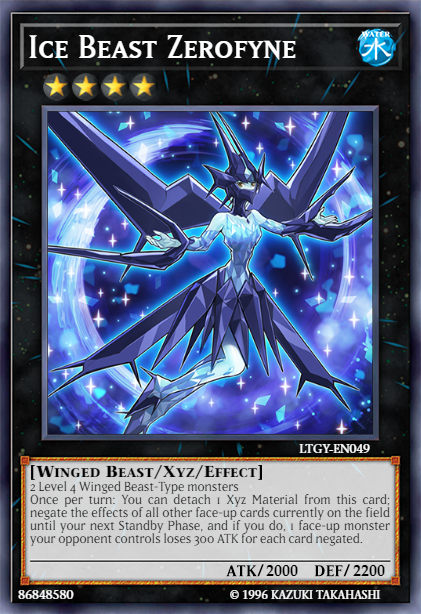 ICE BEAST ZEROFYNE
WATER
水
LTGY-EN049
[WINGED BEAST/XYZ/EFFECT]
2 Level 4 Winged Beast-Type monsters
Once per turn: You can detach 1 Xyz Material from this card;
negate the effects of all other face-up cards currently on the field
until your next Standby Phase, and if you do, 1 face-up monster
your opponent controls loses 300 ATK for each card negated.
ATK/2000 DEF/2200
86848580 © 1996 KAZUKI TAKAHASHI